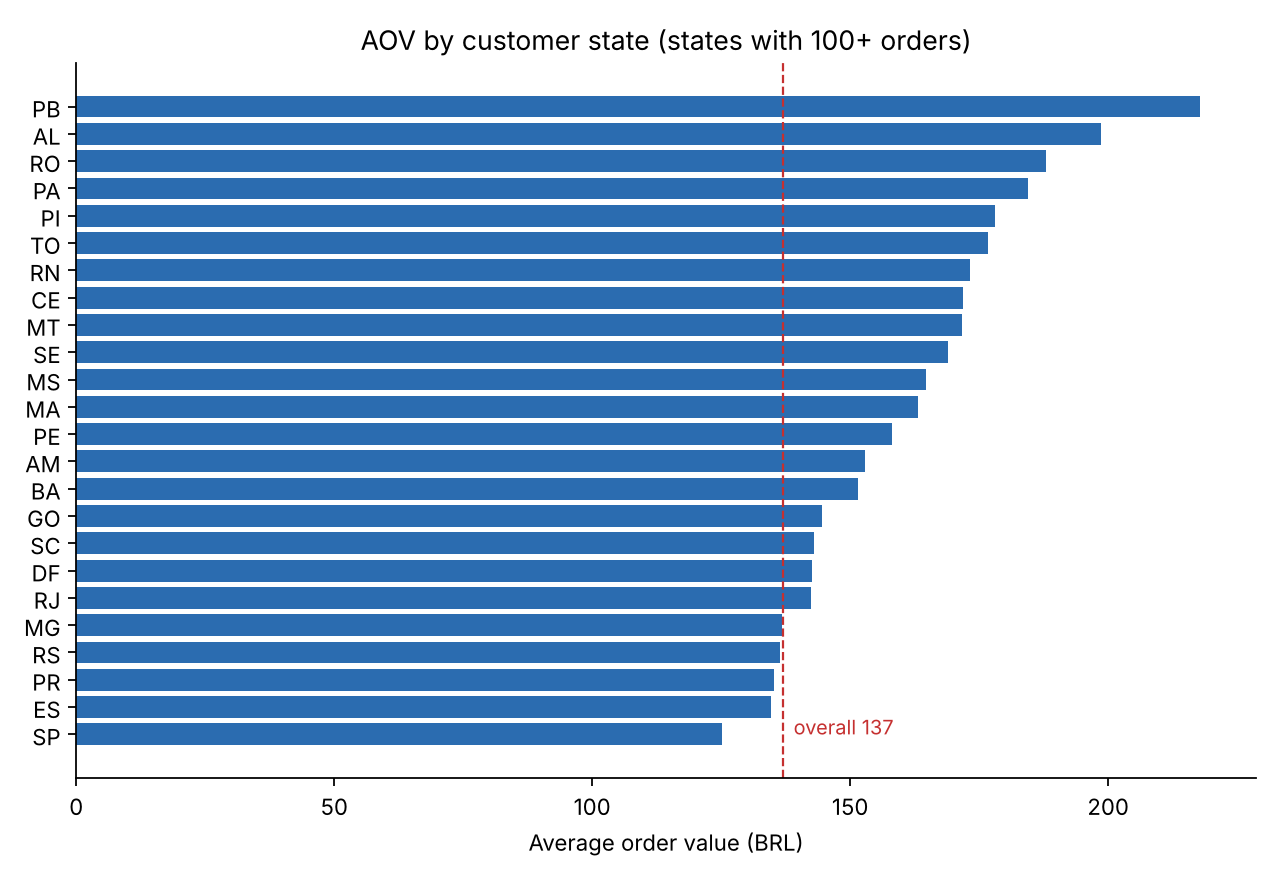 AOV by customer state (states with 100+ orders)
PB
AL
RO
PA
PI
TO
RN
CE
MT
SE
MS
MA
PE
AM
BA
GO
SC
DF
RJ
MG
RS
PR
ES
SP
overall 137
0 50 100 150 200
Average order value (BRL)